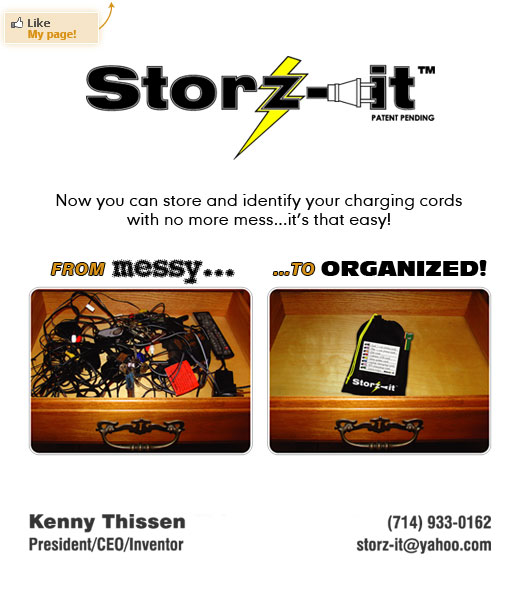 Like
My page!
Storz-it™
PATENT PENDING
Now you can store and identify your charging cords
with no more mess...it's that easy!
FROM messy...
...TO ORGANIZED!
Storz-it
Kenny Thissen
President/CEO/Inventor
(714) 933-0162
storz-it@yahoo.com